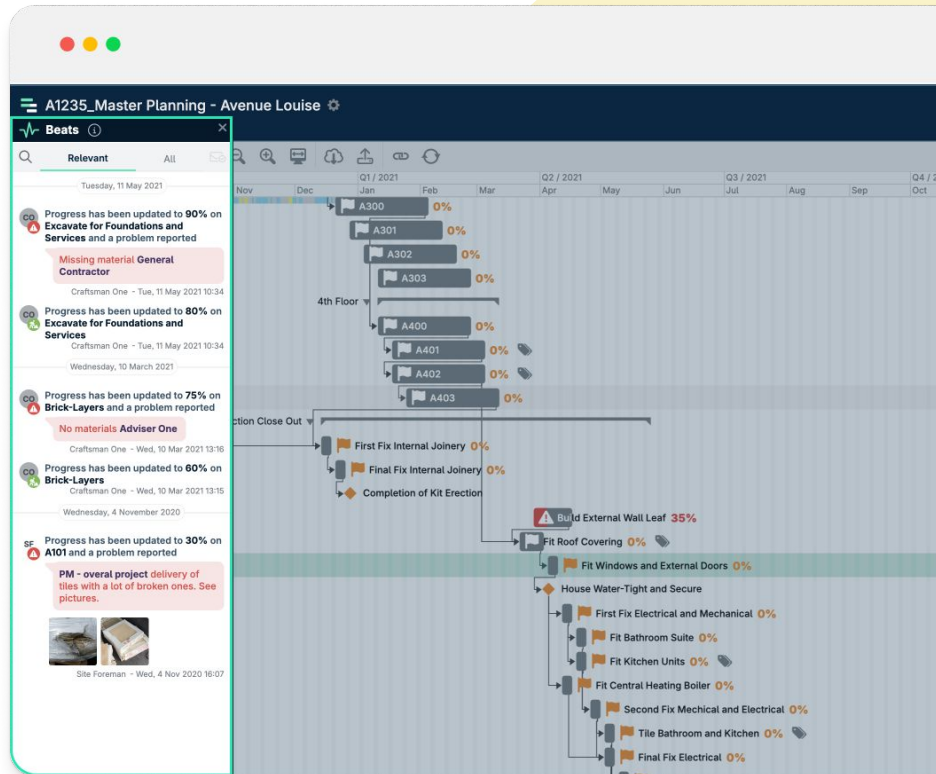 A1235_Master Planning - Avenue Louise
Beats
Relevant
All
Tuesday, 11 May 2021
CO
Progress has been updated to 90% on
Excavate for Foundations and
Services and a problem reported
Missing material General
Contractor
Craftsman One - Tue, 11 May 2021 10:34
CO
Progress has been updated to 80% on
Excavate for Foundations and
Services
Craftsman One - Tue, 11 May 2021 10:34
Wednesday, 10 March 2021
CO
Progress has been updated to 75% on
Brick-Layers and a problem reported
No materials Adviser One
Craftsman One - Wed, 10 Mar 2021 13:16
CO
Progress has been updated to 60% on
Brick-Layers
Craftsman One - Wed, 10 Mar 2021 13:15
Wednesday, 4 November 2020
SF
Progress has been updated to 30% on
A101 and a problem reported
PM - overal project delivery of
tiles with a lot of broken ones. See
pictures.
Site Foreman - Wed, 4 Nov 2020 16:07
Q1 / 2021
Q2 / 2021
Q3 / 2021
Q4 / 2
Nov
Dec
Jan
Feb
Mar
Apr
May
Jun
Jul
Aug
Sep
Oct
A300 0%
A301 0%
A302 0%
A303 0%
4th Floor
A400 0%
A401 0%
A402 0%
A403 0%
ction Close Out
First Fix Internal Joinery 0%
Final Fix Internal Joinery 0%
Completion of Kit Erection
Build External Wall Leaf 35%
Fit Roof Covering 0%
Fit Windows and External Doors 0%
House Water-Tight and Secure
First Fix Electrical and Mechanical 0%
Fit Bathroom Suite 0%
Fit Kitchen Units 0%
Fit Central Heating Boiler 0%
Second Fix Mechical and Electrical 0%
Tile Bathroom and Kitchen 0%
Final Fix Electrical 0%